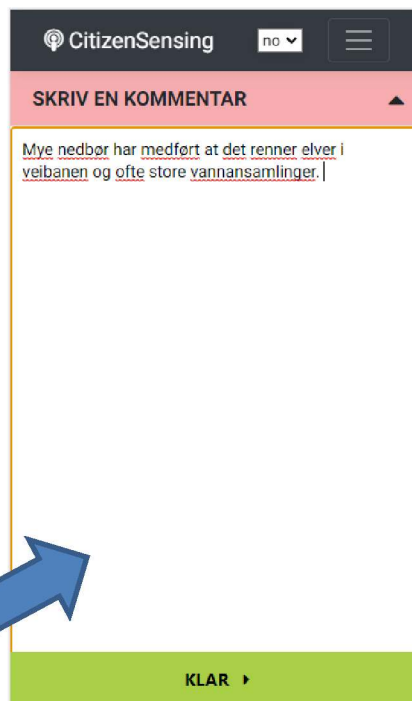 CitizenSensing no
SKRIV EN KOMMENTAR
Mye nedbør har medført at det renner elver i
veibanen og ofte store vannansamlinger.
KLAR